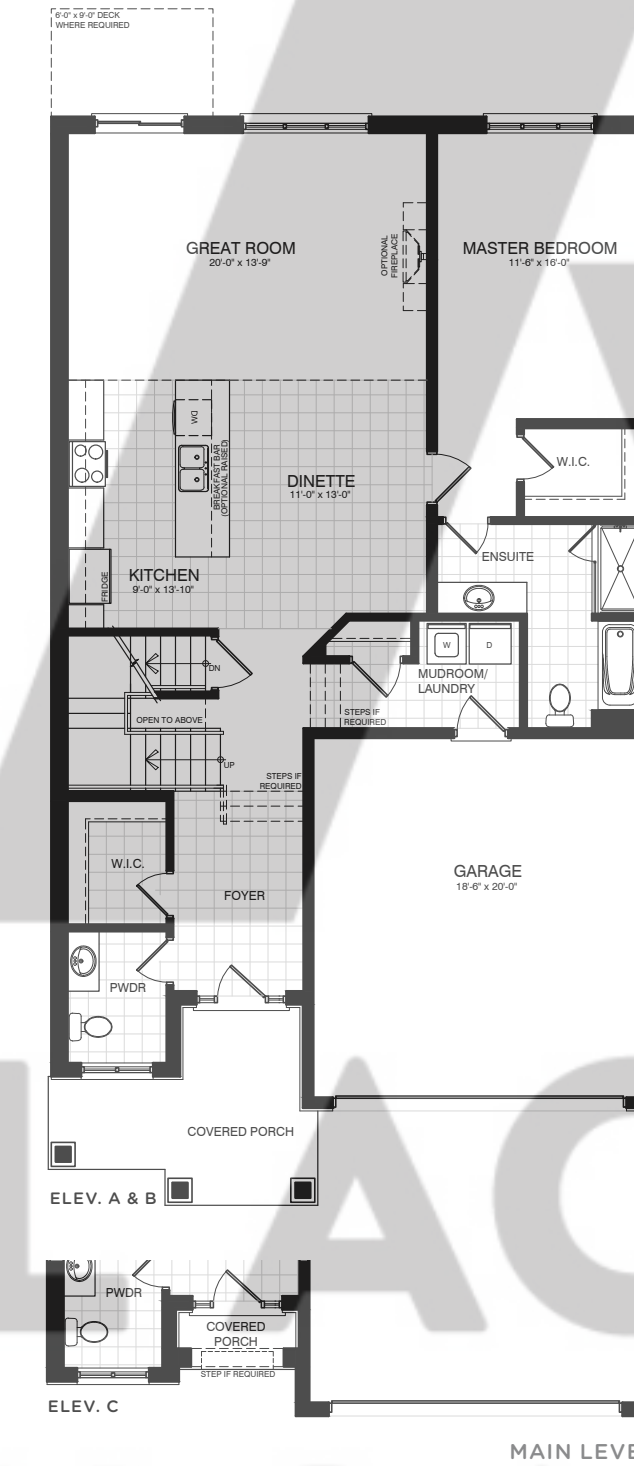 6'-0" x 9'-0" DECK
WHERE REQUIRED
GREAT ROOM
20'-0" x 13'-9"
OPTIONAL
FIREPLACE
MASTER BEDROOM
11'-6" x 16'-0"
DW
BREAKFAST BAR
(OPTIONAL RAISED)
DINETTE
11'-0" x 13'-0"
W.I.C.
ENSUITE
KITCHEN
9'-0" x 13'-10"
FRIDGE
W
D
DN
MUDROOM/
LAUNDRY
OPEN TO ABOVE
STEPS IF
REQUIRED
UP
STEPS IF
REQUIRED
W.I.C.
FOYER
GARAGE
18'-6" x 20'-0"
PWDR
COVERED PORCH
ELEV. A & B
PWDR
COVERED
PORCH
STEP IF REQUIRED
ELEV. C
MAIN LEVE